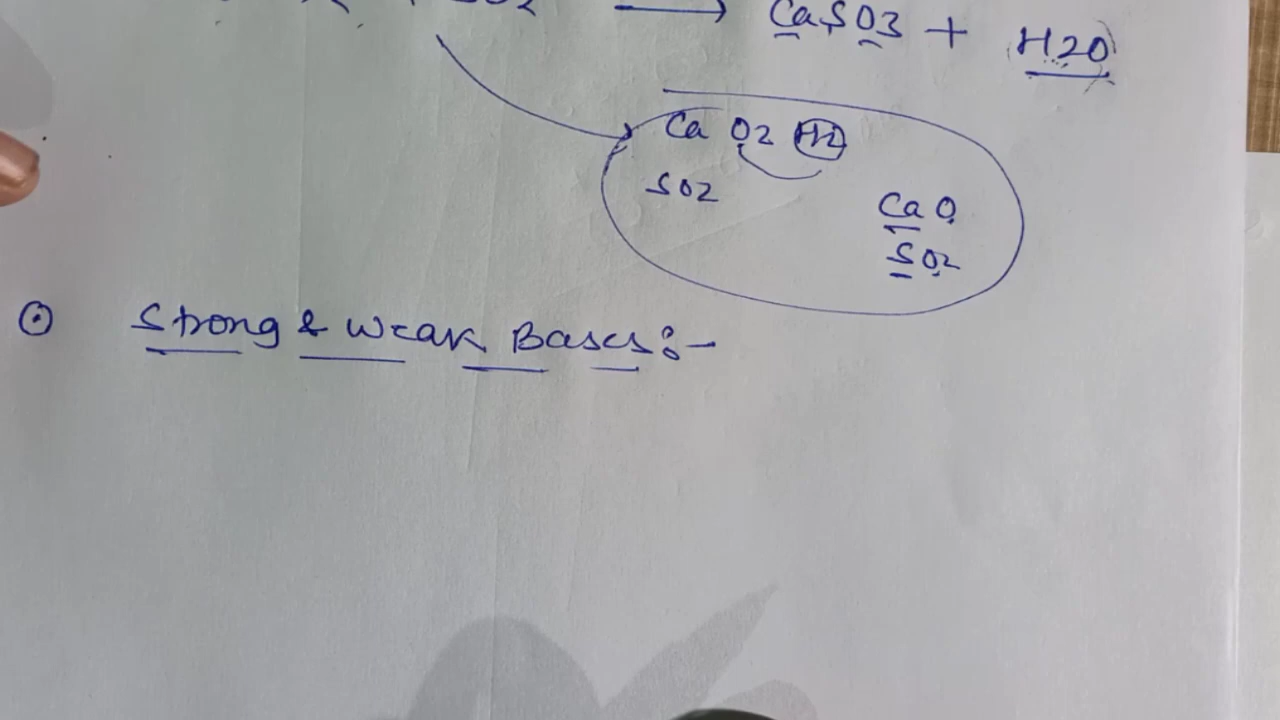 → CaSO3 + H2O
Ca O2 H2
SO2
CaO
SO2
⊙ Strong & Weak Bases:-